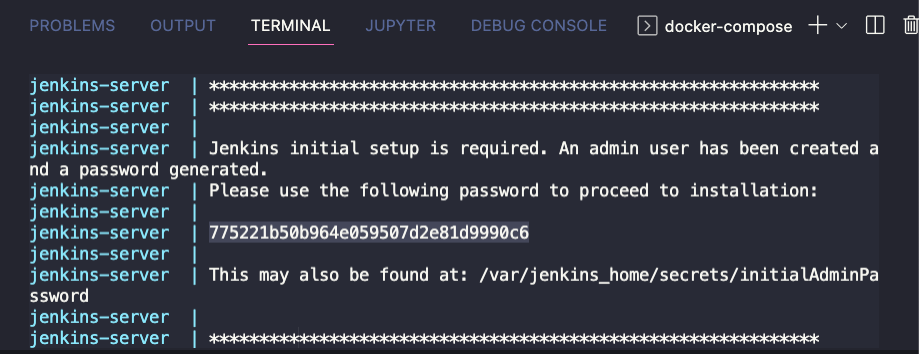 PROBLEMS OUTPUT TERMINAL JUPYTER DEBUG CONSOLE docker-compose
jenkins-server | *************************************************************
jenkins-server | *************************************************************
jenkins-server |
jenkins-server | Jenkins initial setup is required. An admin user has been created a
nd a password generated.
jenkins-server | Please use the following password to proceed to installation:
jenkins-server |
jenkins-server | 775221b50b964e059507d2e81d9990c6
jenkins-server |
jenkins-server | This may also be found at: /var/jenkins_home/secrets/initialAdminPa
ssword
jenkins-server |
jenkins-server | *************************************************************